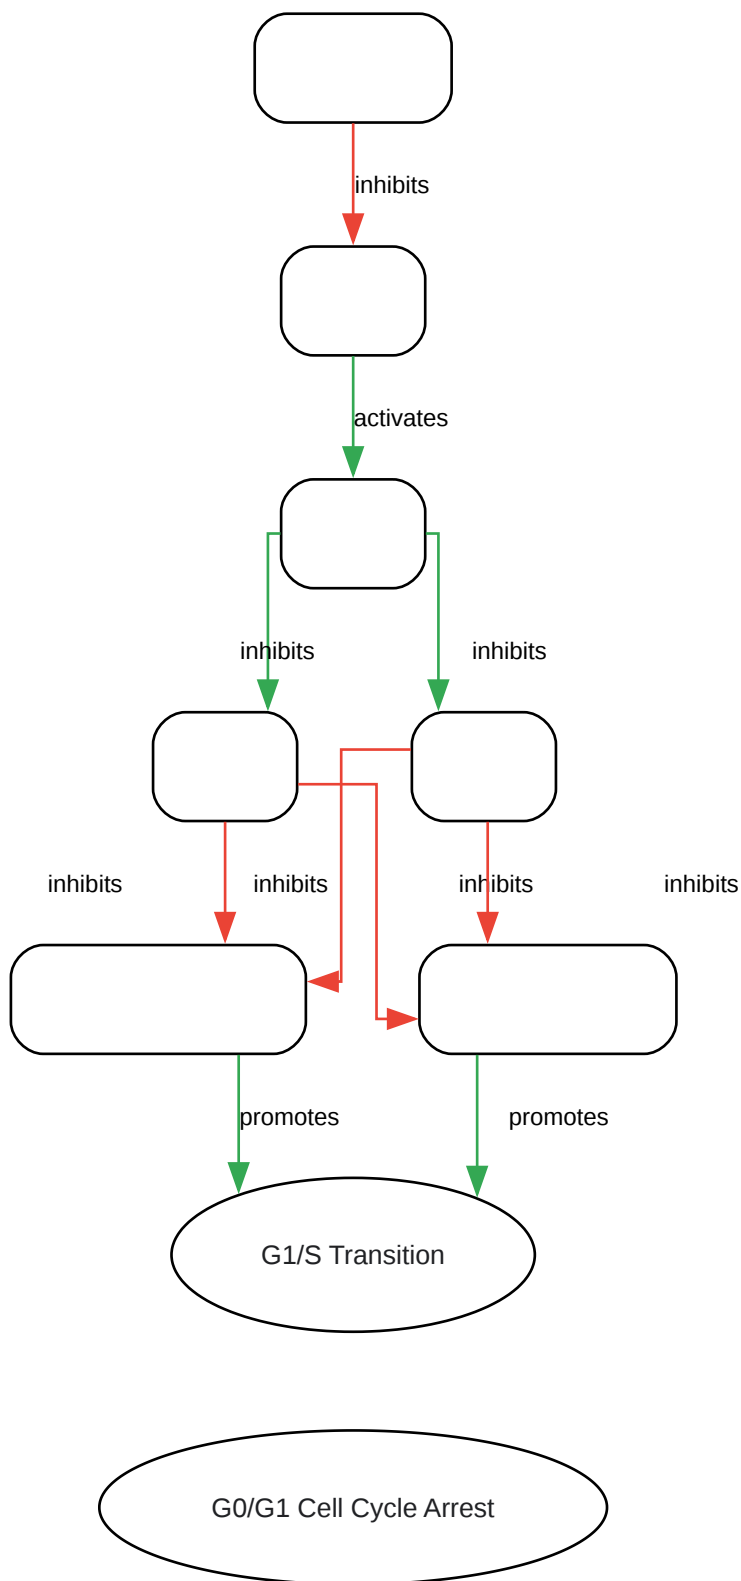 inhibits
activates
inhibits
inhibits
inhibits
inhibits
inhibits
inhibits
promotes
promotes
G1/S Transition
G0/G1 Cell Cycle Arrest